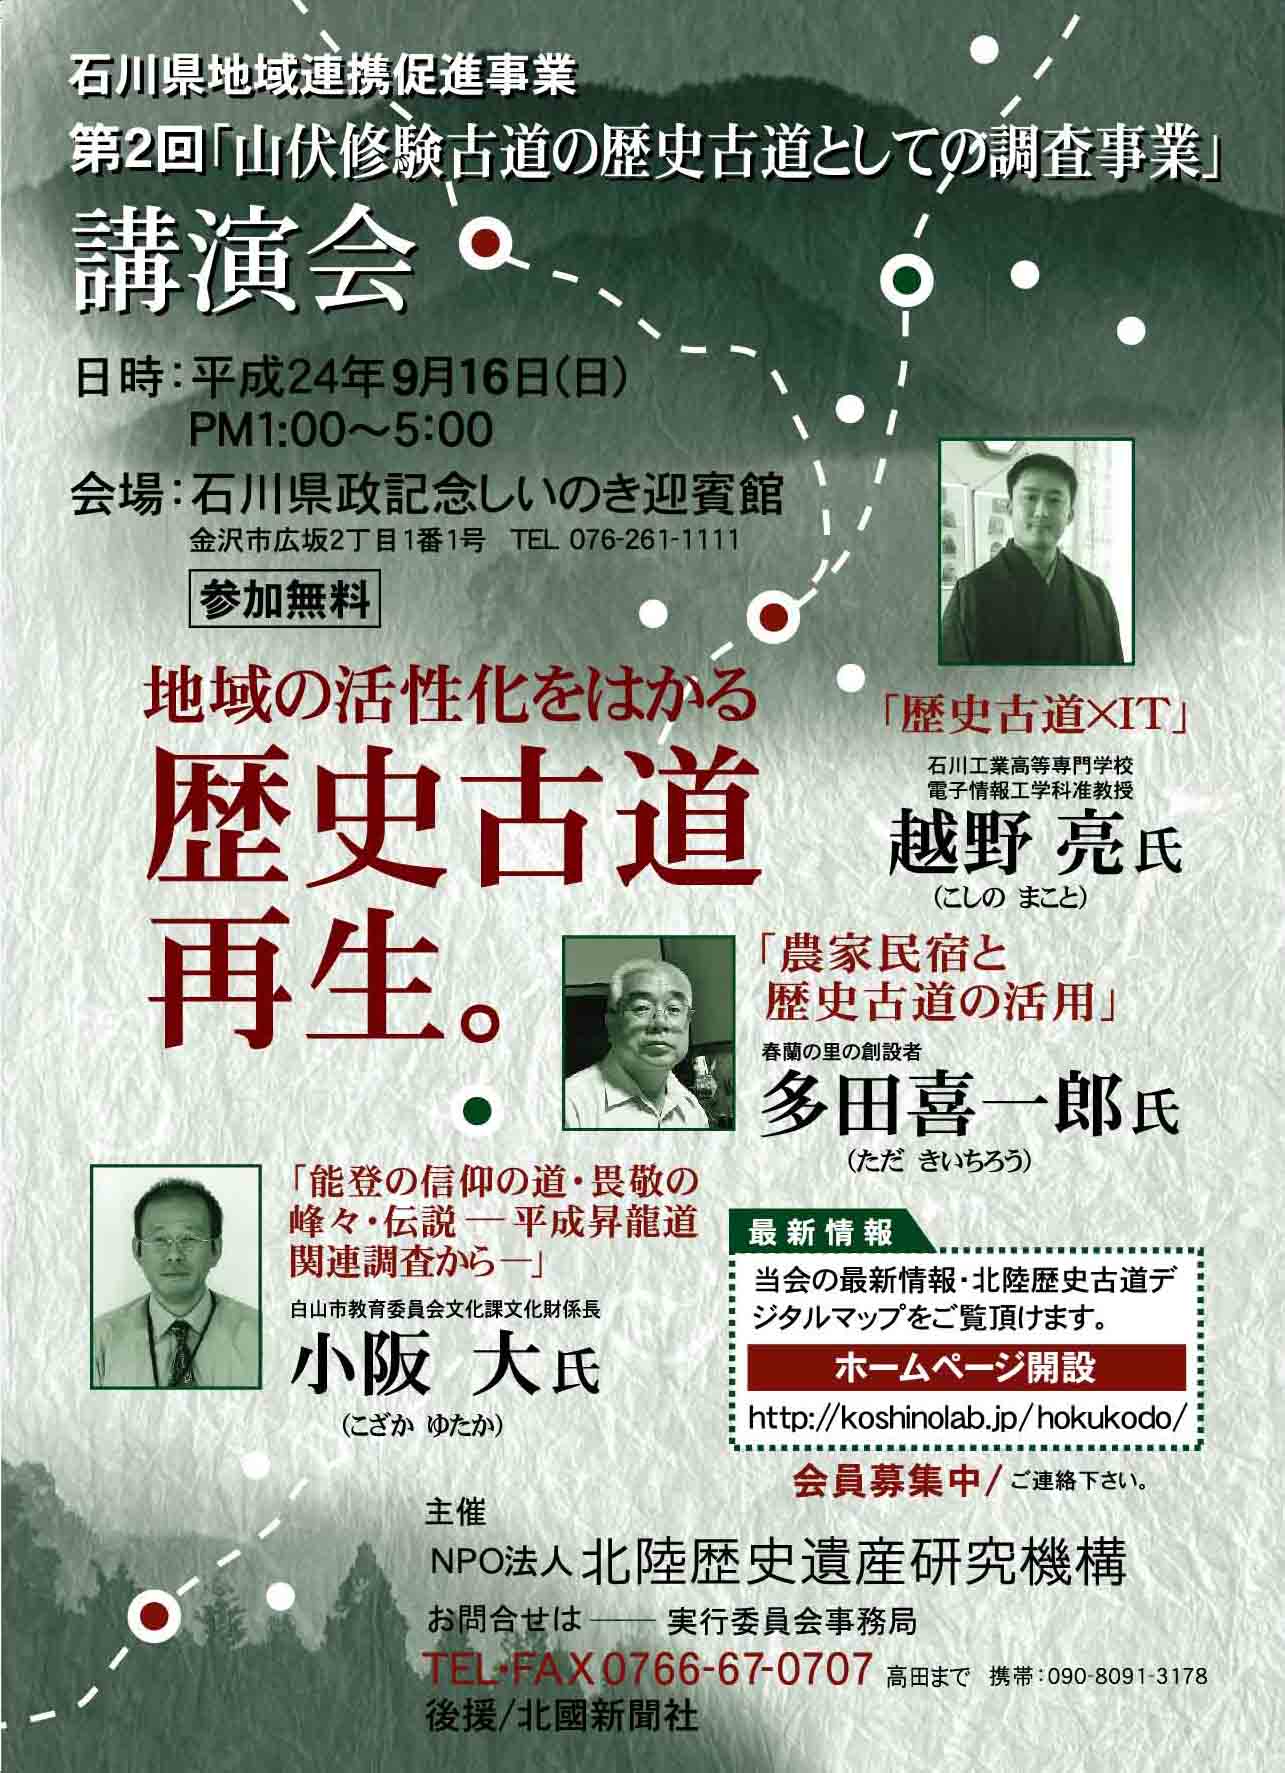 石川県地域連携促進事業
第2回「山伏修験古道の歴史古道としての調査事業」
講演会
日時:平成24年9月16日(日)
PM1:00～5:00
会場:石川県政記念しいのき迎賓館
金沢市広坂2丁目1番1号 TEL 076-261-1111
参加無料
地域の活性化をはかる
歴史古道
再生。
「歴史古道×IT」
石川工業高等専門学校
電子情報工学科准教授
越野 亮氏
(こしの まこと)
「農家民宿と
歴史古道の活用」
春蘭の里の創設者
多田喜一郎氏
(ただ きいちろう)
「能登の信仰の道・畏敬の
峰々・伝説 ― 平成昇龍道
関連調査から―」
白山市教育委員会文化課文化財係長
小阪 大氏
(こざか ゆたか)
最新情報
当会の最新情報・北陸歴史古道デ
ジタルマップをご覧頂けます。
ホームページ開設
http://koshinolab.jp/hokukodo/
会員募集中/ご連絡下さい。
主催
NPO法人 北陸歴史遺産研究機構
お問合せは ―― 実行委員会事務局
TEL・FAX 0766-67-0707 高田まで 携帯:090-8091-3178
後援/北國新聞社